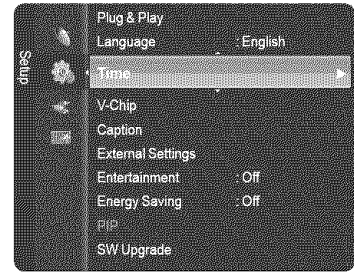 Setup
Plug & Play
Language : English
Time
V-Chip
Caption
External Settings
Entertainment : Off
Energy Saving : Off
PIP
SW Upgrade